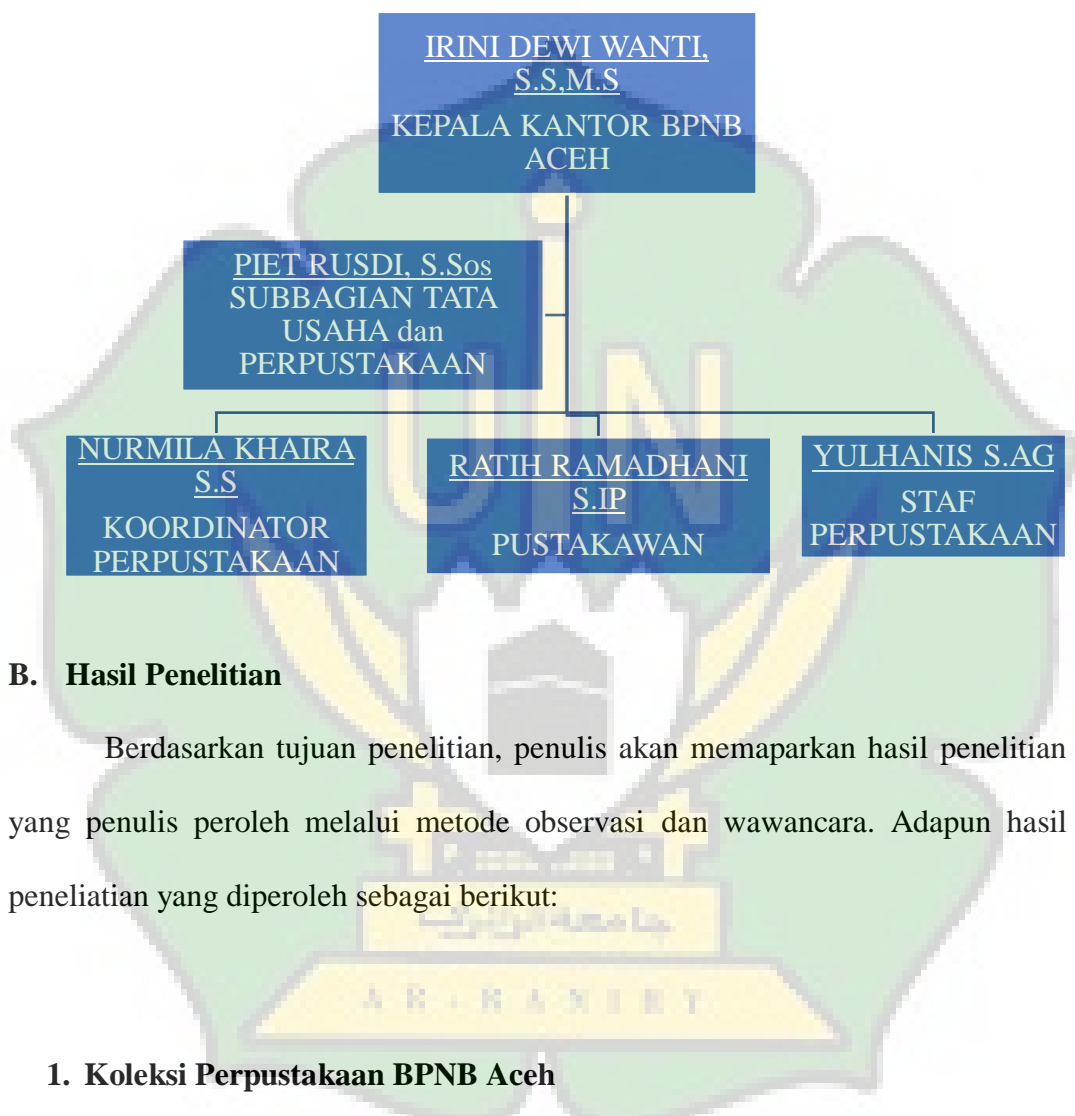 IRINI DEWI WANTI,
S.S,M.S
KEPALA KANTOR BPNB
ACEH
PIET RUSDI, S.Sos
SUBBAGIAN TATA
USAHA dan
PERPUSTAKAAN
NURMILA KHAIRA
S.S
KOORDINATOR
PERPUSTAKAAN
RATIH RAMADHANI
S.IP
PUSTAKAWAN
YULHANIS S.AG
STAF
PERPUSTAKAAN
UIN
B. Hasil Penelitian
Berdasarkan tujuan penelitian, penulis akan memaparkan hasil penelitian
yang penulis peroleh melalui metode observasi dan wawancara. Adapun hasil
peneliatian yang diperoleh sebagai berikut:
جامعة الرانري
AR-RANIRY
1. Koleksi Perpustakaan BPNB Aceh